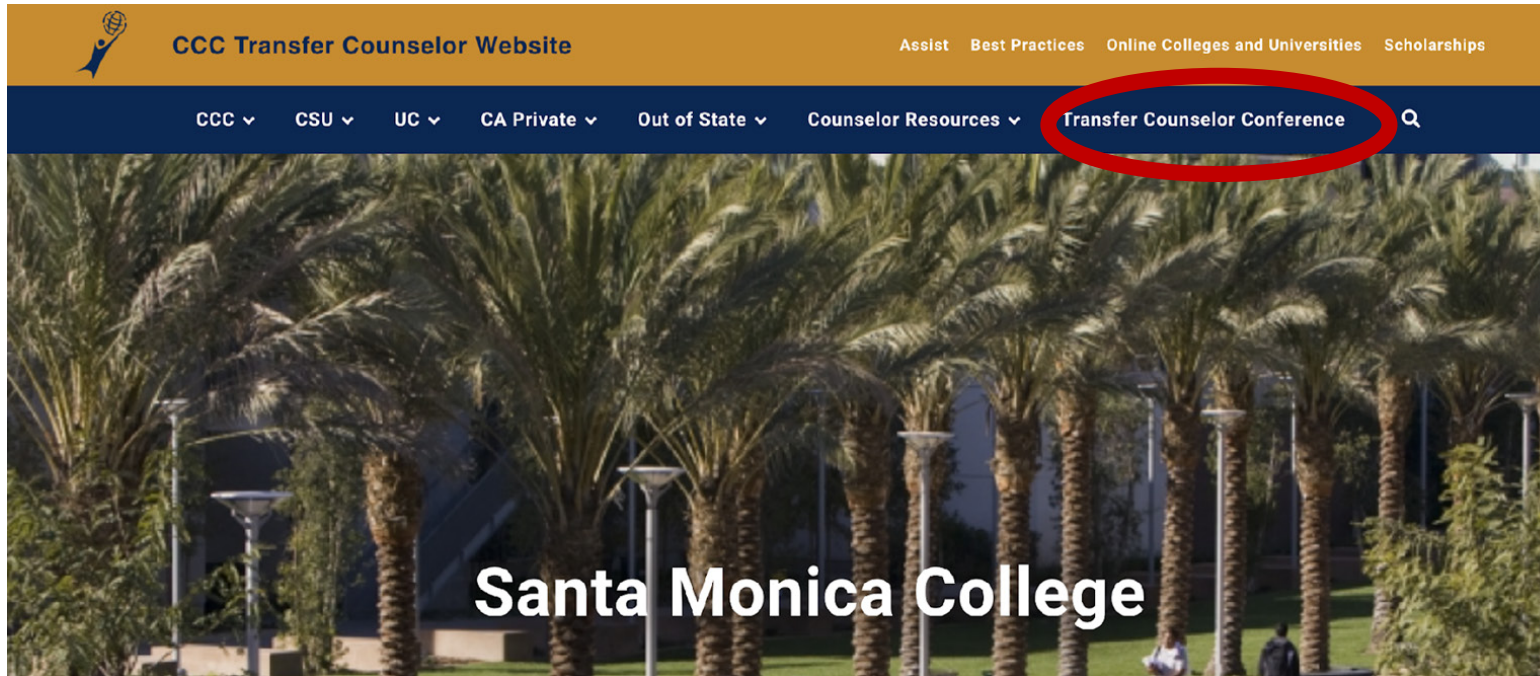 CCC Transfer Counselor Website
Assist Best Practices Online Colleges and Universities Scholarships
CCC CSU UC CA Private Out of State Counselor Resources Transfer Counselor Conference
Santa Monica College